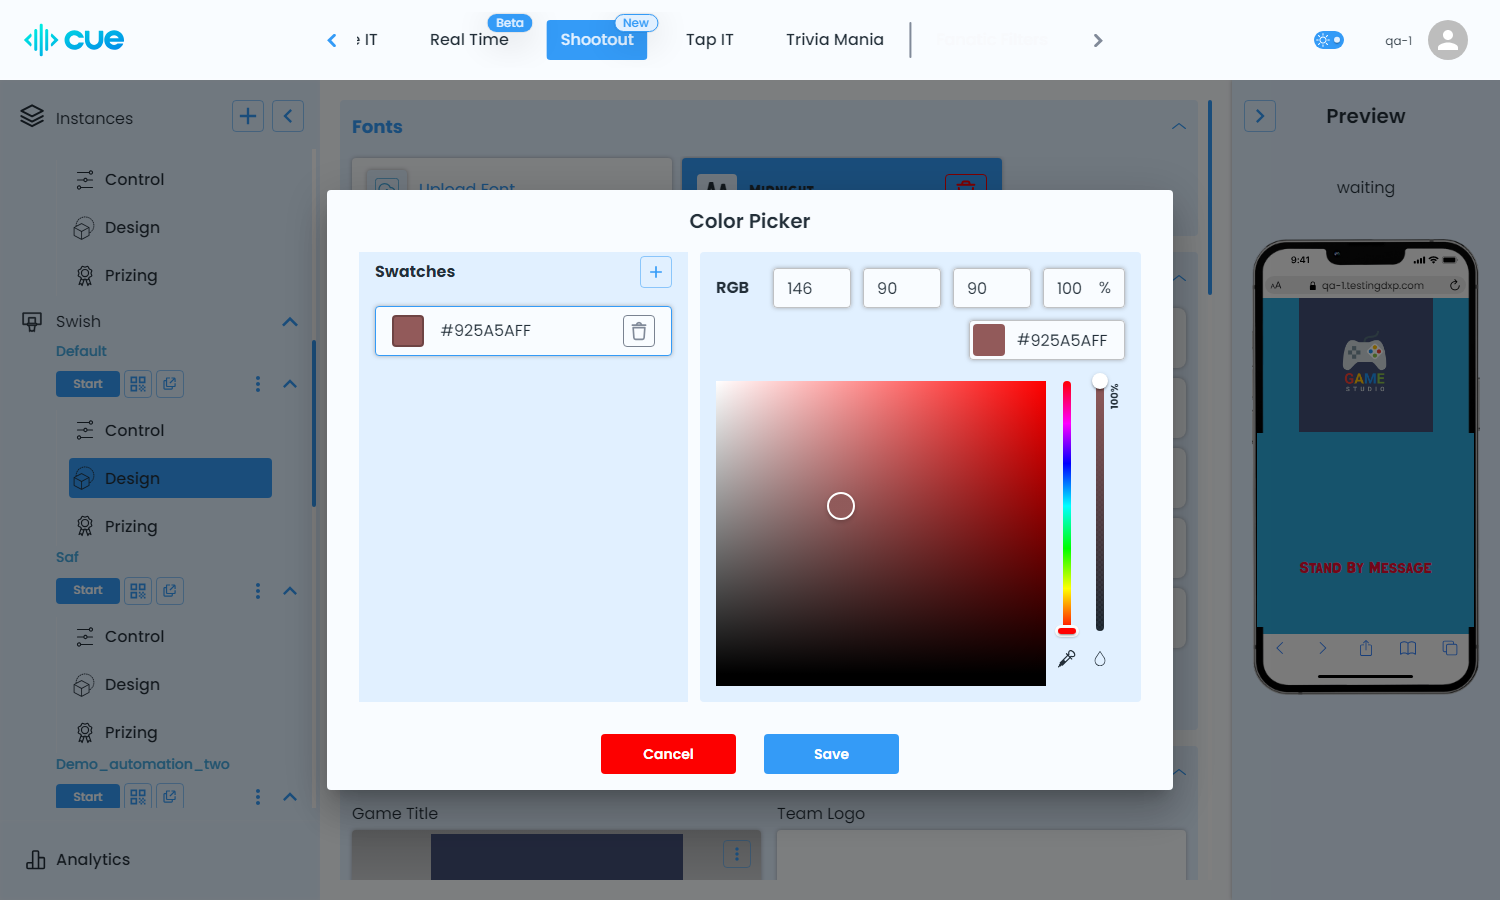 cue
e IT
Real Time
Beta
Shootout
New
Tap IT
Trivia Mania
qa-1
Instances
Control
Design
Prizing
Swish
Default
Start
Control
Design
Prizing
Saf
Start
Control
Design
Prizing
Demo_automation_two
Start
Analytics
Fonts
Upload Font
AA
Midnight
Color Picker
Swatches
#925A5AFF
RGB
146
90
90
100 %
#925A5AFF
100%
Cancel
Save
Game Title
Team Logo
Preview
waiting
9:41
AA
qa-1.testingdxp.com
GAME
STUDIO
Stand By Message